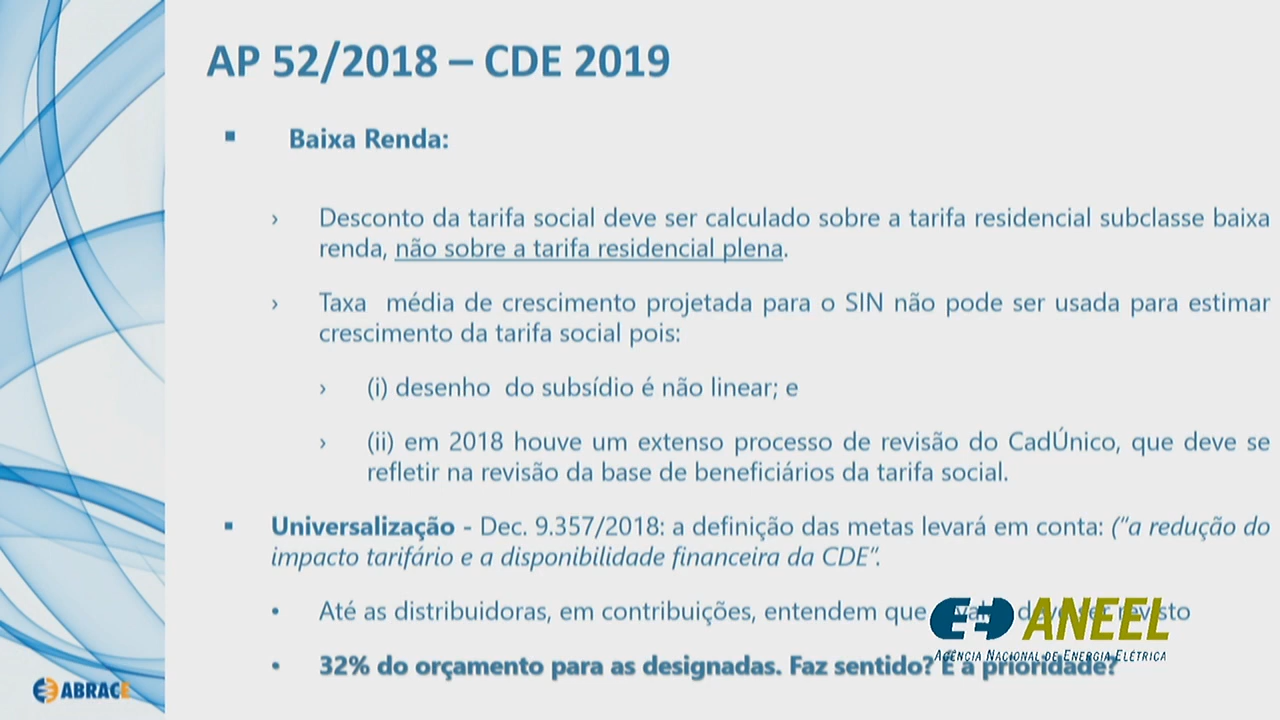 AP 52/2018 – CDE 2019
▪ Baixa Renda:
› Desconto da tarifa social deve ser calculado sobre a tarifa residencial subclasse baixa
renda, não sobre a tarifa residencial plena.
› Taxa média de crescimento projetada para o SIN não pode ser usada para estimar
crescimento da tarifa social pois:
› (i) desenho do subsídio é não linear; e
› (ii) em 2018 houve um extenso processo de revisão do CadÚnico, que deve se
refletir na revisão da base de beneficiários da tarifa social.
▪ Universalização - Dec. 9.357/2018: a definição das metas levará em conta: (“a redução do
impacto tarifário e a disponibilidade financeira da CDE”.
• Até as distribuidoras, em contribuições, entendem que deve ser revisto
ANEEL
AGÊNCIA NACIONAL DE ENERGIA ELÉTRICA
• 32% do orçamento para as designadas. Faz sentido? É a prioridade?
ABRACE